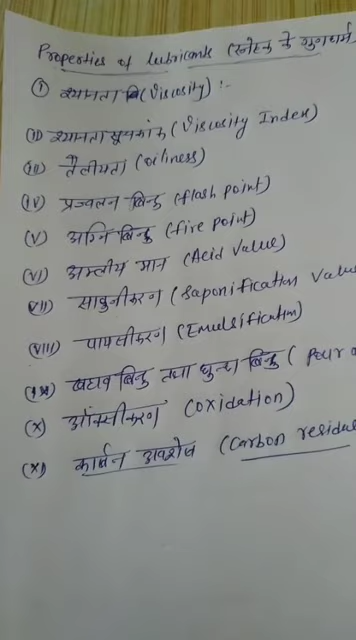 Properties of lubricants (स्नेहक के गुणधर्म
(I) श्यानता (Viscosity) :-
(II) श्यानता सूचकांक (Viscosity Index)
(III) तैलीयता (oiliness)
(IV) प्रज्वलन बिन्दु (flash point)
(V) अग्नि बिन्दु (fire point)
(VI) अम्लीय मान (Acid Value)
(VII) साबुनीकरण (Saponification Value
(VIII) पायसीकरण (Emulsification)
(IX) बहाव बिन्दु तथा धुन्ध बिन्दु (Pour
(X) ऑक्सीकरण (oxidation)
(XI) कार्बन अवशेष (Carbon residue